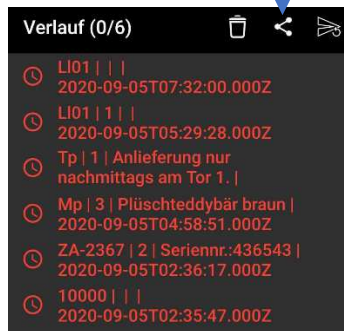 Verlauf (0/6)
LI01 | | |
2020-09-05T07:32:00.000Z
LI01 | 1 | |
2020-09-05T05:29:28.000Z
Tp | 1 | Anlieferung nur
nachmittags am Tor 1. |
Mp | 3 | Plüschteddybär braun |
2020-09-05T04:58:51.000Z
ZA-2367 | 2 | Seriennr.:436543 |
2020-09-05T02:36:17.000Z
10000 | | |
2020-09-05T02:35:47.000Z